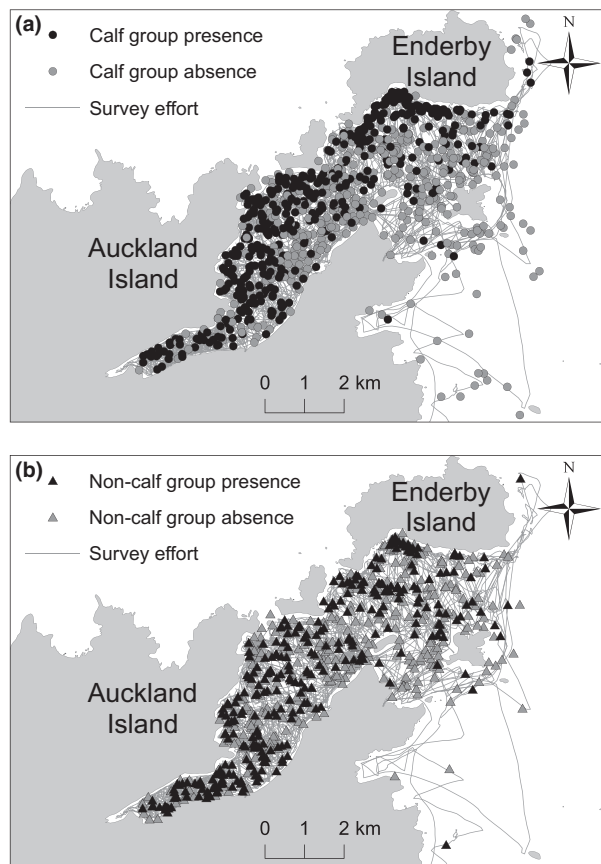 (a)
Calf group presence
Calf group absence
Survey effort
Enderby
Island
N
Auckland
Island
0 1 2 km
(b)
Non-calf group presence
Non-calf group absence
Survey effort
Enderby
Island
N
Auckland
Island
0 1 2 km